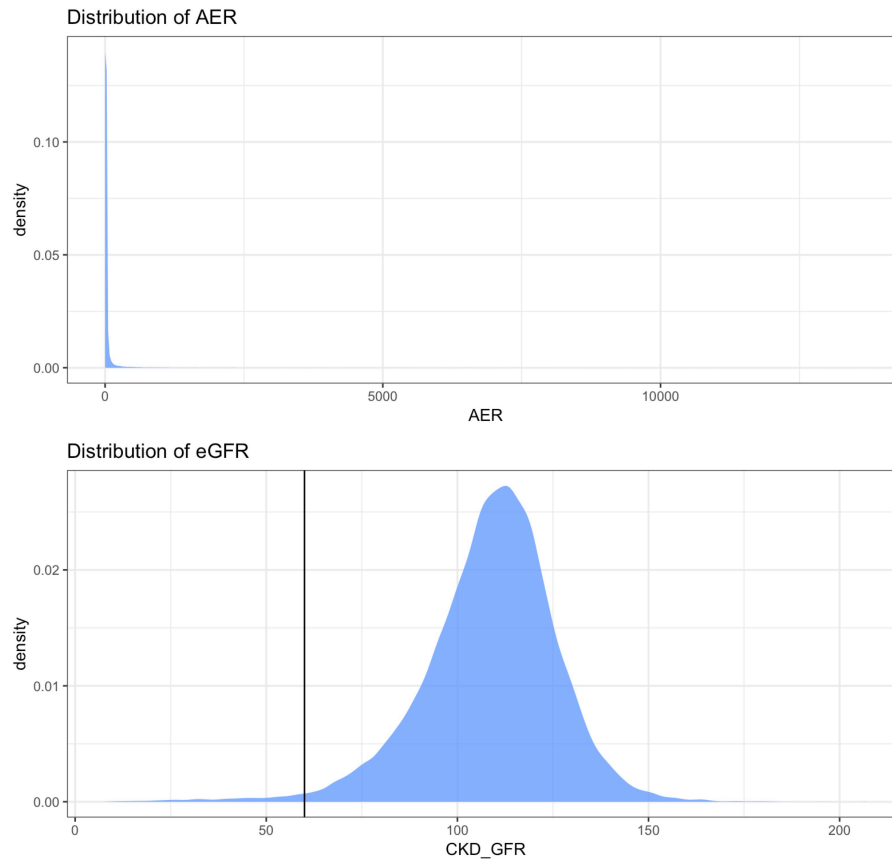 Distribution of AER
0.10
0.05
0.00
density
0 5000 10000
AER
Distribution of eGFR
0.02
0.01
0.00
density
0 50 100 150 200
CKD_GFR